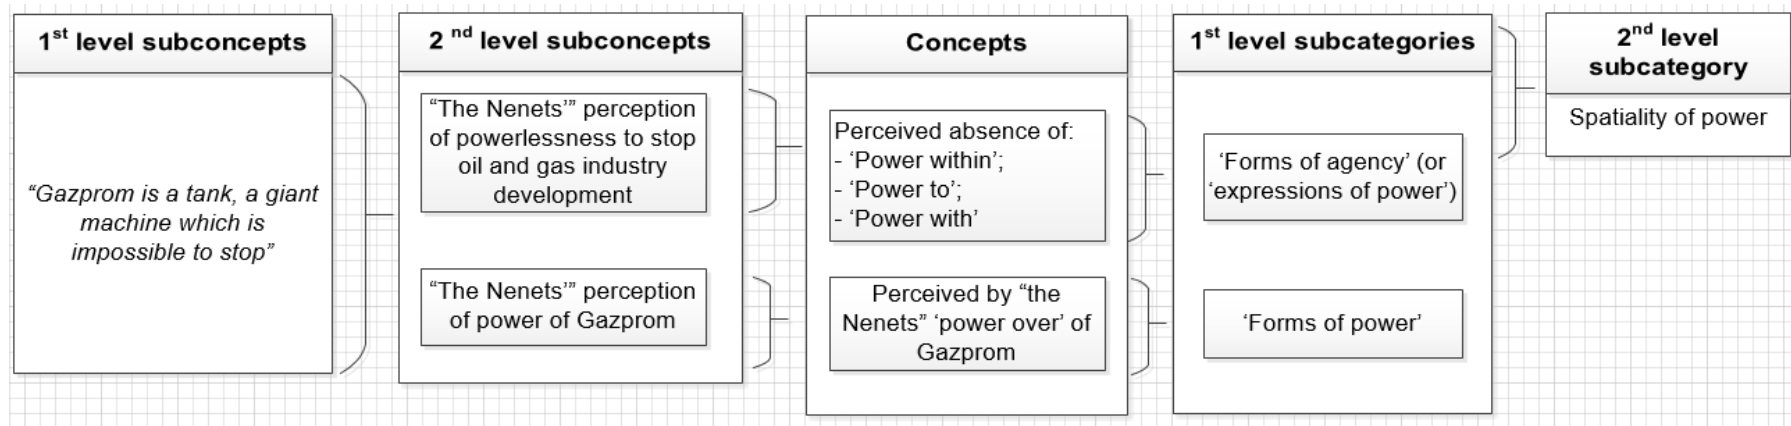 1st level subconcepts
“Gazprom is a tank, a giant
machine which is
impossible to stop”
2 nd level subconcepts
“The Nenets’” perception
of powerlessness to stop
oil and gas industry
development
“The Nenets’” perception
of power of Gazprom
Concepts
Perceived absence of:
- ‘Power within’;
- ‘Power to’;
- ‘Power with’
Perceived by “the
Nenets” ‘power over’ of
Gazprom
1st level subcategories
‘Forms of agency’ (or
‘expressions of power’)
‘Forms of power’
2nd level
subcategory
Spatiality of power